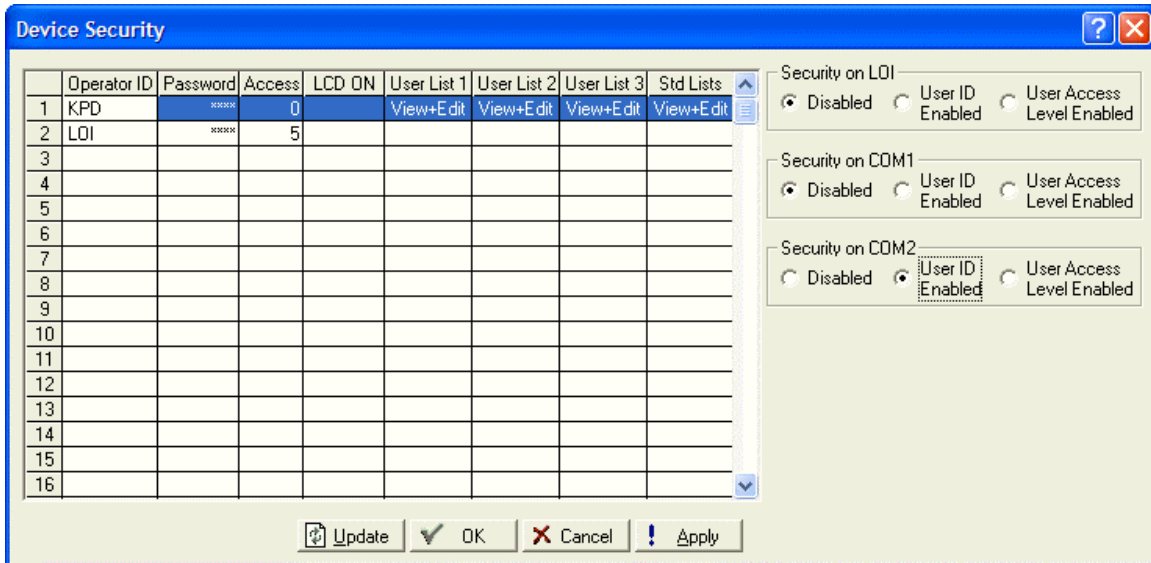 Device Security
Operator ID Password Access LCD ON User List 1 User List 2 User List 3 Std Lists
1 KPD **** 0 View+Edit View+Edit View+Edit View+Edit
2 LOI **** 5
3
4
5
6
7
8
9
10
11
12
13
14
15
16
Security on LOI
Disabled User ID Enabled User Access Level Enabled
Security on COM1
Disabled User ID Enabled User Access Level Enabled
Security on COM2
Disabled User ID Enabled User Access Level Enabled
Update OK Cancel Apply